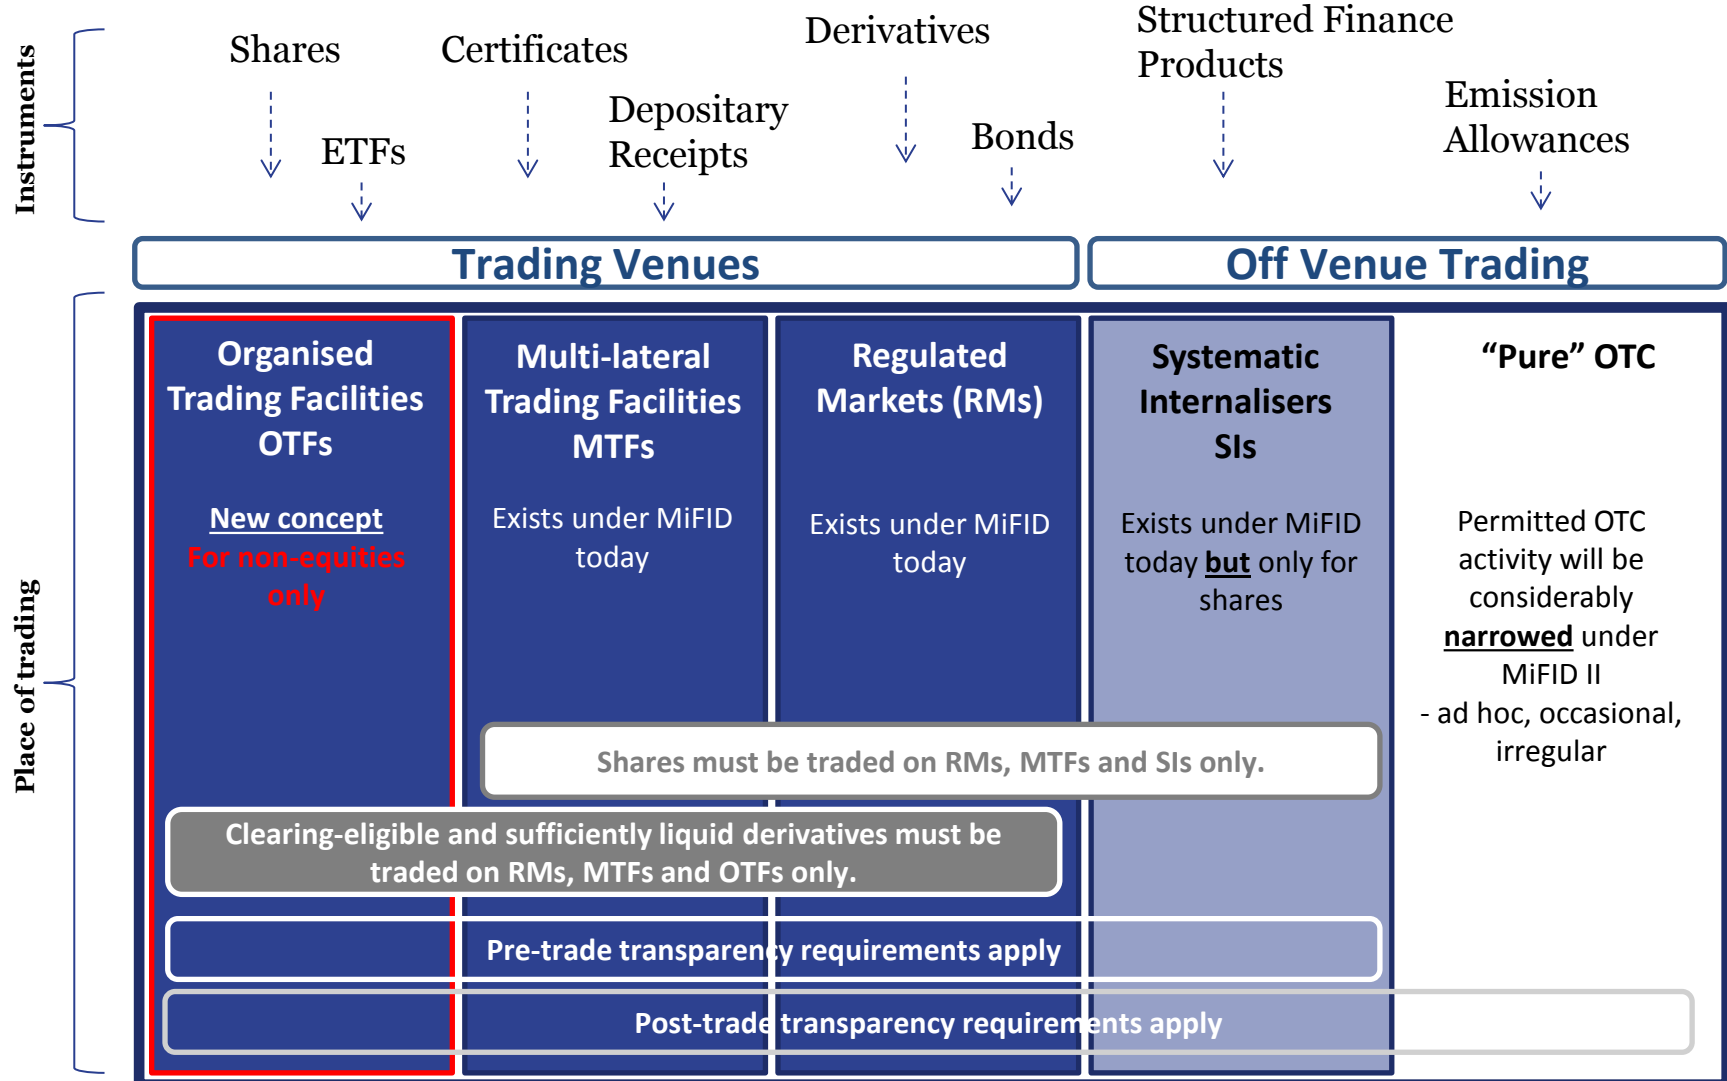 Instruments
Shares
Certificates
Derivatives
Structured Finance
Products
ETFs
Depositary
Receipts
Bonds
Emission
Allowances
Trading Venues
Off Venue Trading
Place of trading
Organised
Trading Facilities
OTFs
New concept
For non-equities
only
Multi-lateral
Trading Facilities
MTFs
Exists under MiFID
today
Regulated
Markets (RMs)
Exists under MiFID
today
Systematic
Internalisers
SIs
Exists under MiFID
today but only for
shares
“Pure” OTC
Permitted OTC
activity will be
considerably
narrowed under
MiFID II
- ad hoc, occasional,
irregular
Shares must be traded on RMs, MTFs and SIs only.
Clearing-eligible and sufficiently liquid derivatives must be
traded on RMs, MTFs and OTFs only.
Pre-trade transparency requirements apply
Post-trade transparency requirements apply